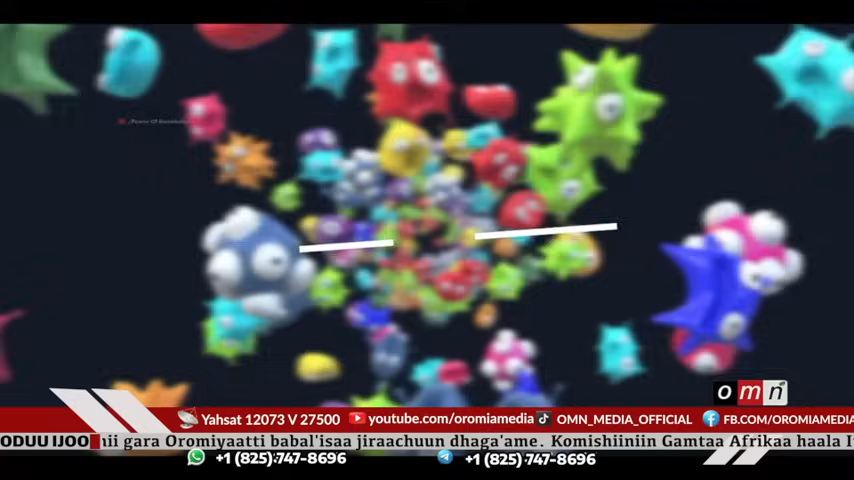 omn
Yahsat 12073 V 27500 youtube.com/oromiamedia OMN_MEDIA_OFFICIAL FB.COM/OROMIAMEDIA
ODUU IJOO nii gara Oromiyaatti babal'isaa jiraachuun dhaga'ame. Komishiiniin Gamtaa Afrikaa haala
+1 (825) 747-8696 +1 (825) 747-8696